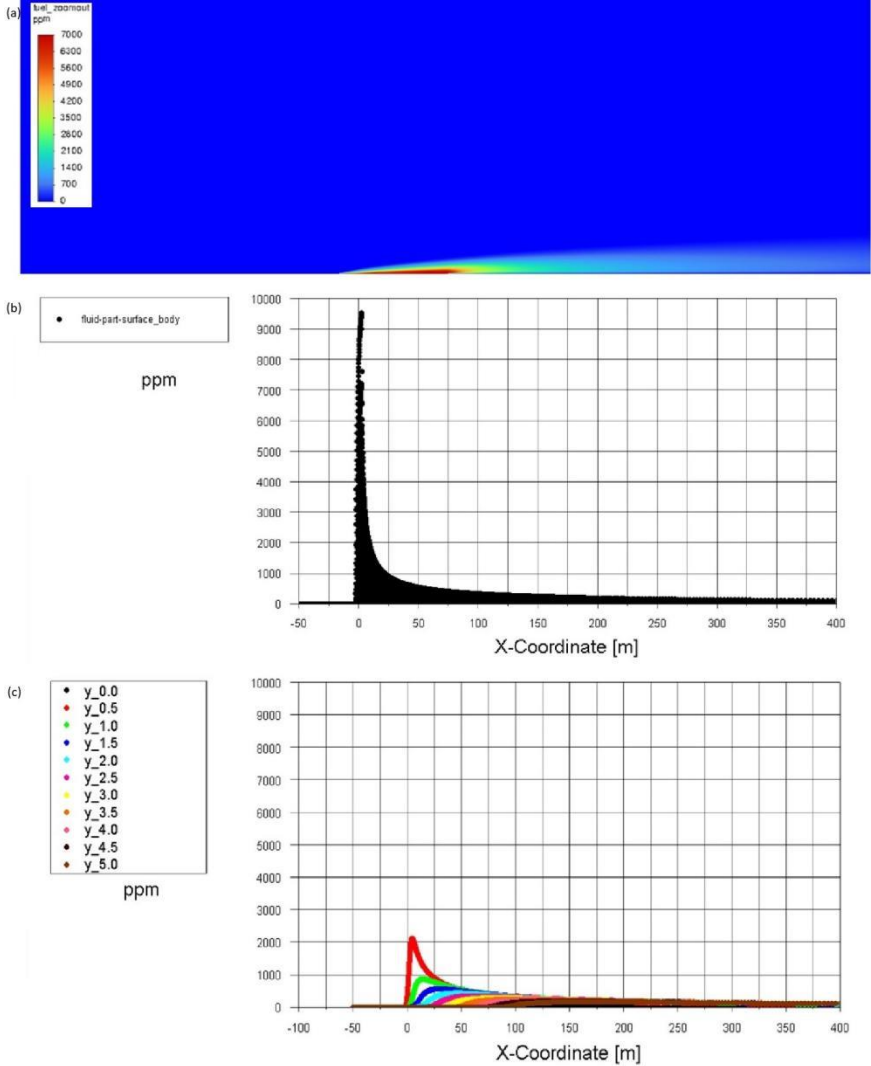 (a)
fuel_zoomout
ppm
7000
6300
5600
4900
4200
3500
2800
2100
1400
700
0
(b)
fluid-part-surface_body
ppm
10000
9000
8000
7000
6000
5000
4000
3000
2000
1000
0
-50 0 50 100 150 200 250 300 350 400
X-Coordinate [m]
(c)
y_0.0
y_0.5
y_1.0
y_1.5
y_2.0
y_2.5
y_3.0
y_3.5
y_4.0
y_4.5
y_5.0
ppm
10000
9000
8000
7000
6000
5000
4000
3000
2000
1000
0
-100 -50 0 50 100 150 200 250 300 350 400
X-Coordinate [m]